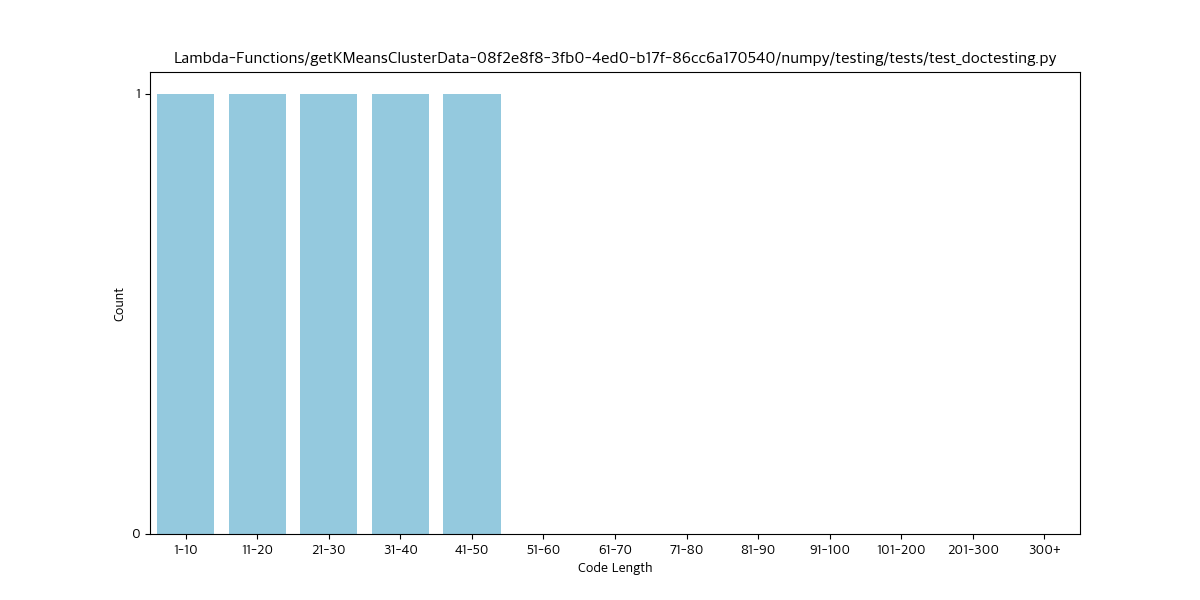 Lambda-Functions/getKMeansClusterData-08f2e8f8-3fb0-4ed0-b17f-86cc6a170540/numpy/testing/tests/test_doctesting.py
1
Count
0
1-10 11-20 21-30 31-40 41-50 51-60 61-70 71-80 81-90 91-100 101-200 201-300 300+
Code Length